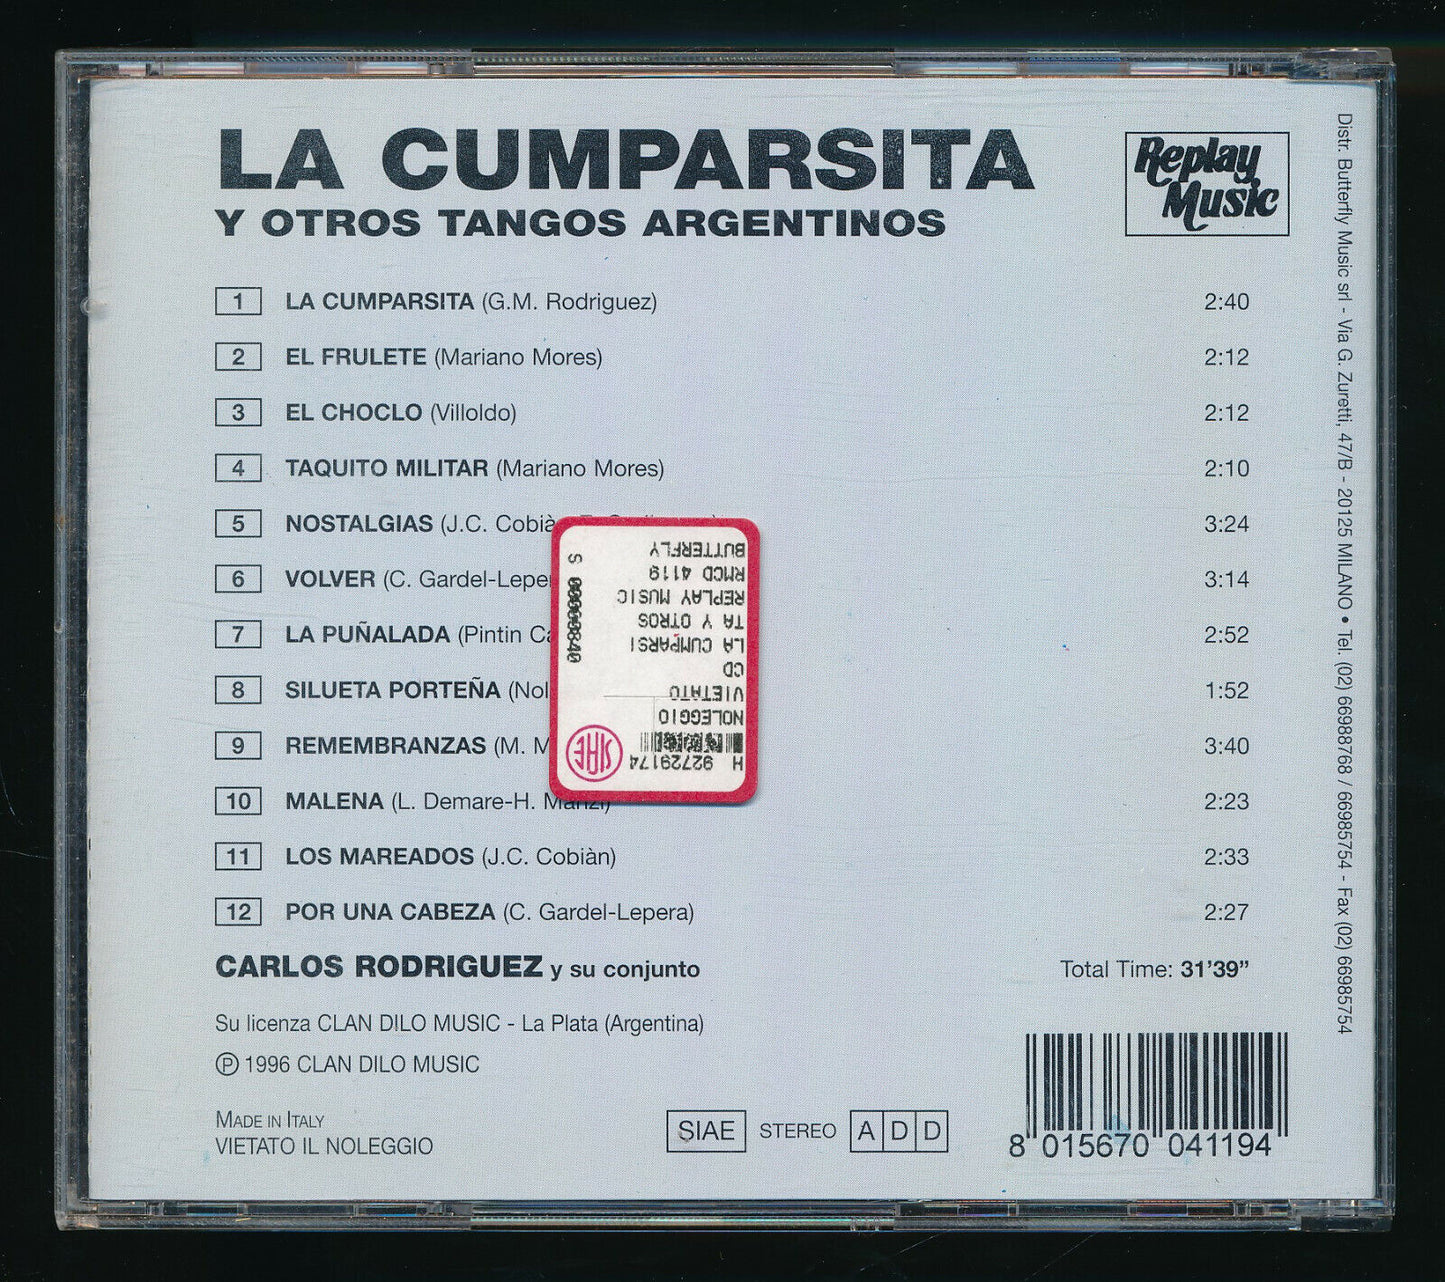 LA CUMPARSITA
Y OTROS TANGOS ARGENTINOS
Replay
Music
1 LA CUMPARSITA (G.M. Rodriguez) 2:40
2 EL FRULETE (Mariano Mores) 2:12
3 EL CHOCLO (Villoldo) 2:12
4 TAQUITO MILITAR (Mariano Mores) 2:10
5 NOSTALGIAS (J.C. 3:24
6 VOLVER (C. 3:14
7 LA PUÑALADA (Pintin 2:52
8 SILUETA PORTEÑA 1:52
9 REMEMBRANZAS (M. 3:40
10 MALENA (L. Demare-H. Manzi) 2:23
11 LOS MAREADOS (J.C. Cobiàn) 2:33
12 POR UNA CABEZA (C. Gardel-Lepera) 2:27
CARLOS RODRIGUEZ y su conjunto
Total Time: 31'39”
Su licenza CLAN DILO MUSIC - La Plata (Argentina)
℗ 1996 CLAN DILO MUSIC
MADE IN ITALY
VIETATO IL NOLEGGIO
SIAE STEREO ADD
8 015670 041194
Distr. Butterfly Music srl - Via G. Zuretti, 47/B - 20125 MILANO • Tel. (02) 66988768 / 66985754 - Fax (02) 66985754
H 92729174
SIAE
NOLEGGIO
VIETATO
CD
LA CUMPARSI
TA Y OTROS
REPLAY MUSIC
RMCD 4119
BUTTERFLY
S 00000840